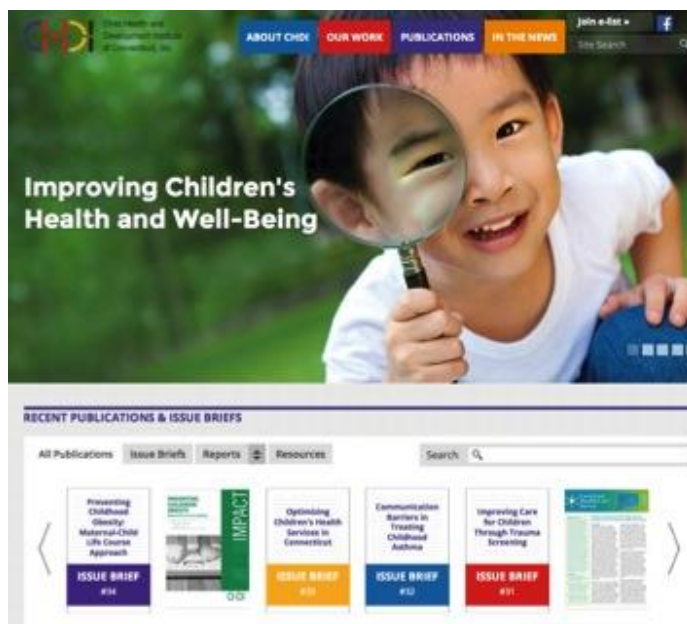 CHDI
Child Health and
Development Institute
of Connecticut, Inc.
ABOUT CHDI
OUR WORK
PUBLICATIONS
IN THE NEWS
Join e-list »
f
Site Search
Improving Children's
Health and Well-Being
RECENT PUBLICATIONS & ISSUE BRIEFS
All Publications
Issue Briefs
Reports
Resources
Search
Preventing
Childhood
Obesity:
Maternal-Child
Life Course
Approach
ISSUE BRIEF
#34
IMPACT
Optimizing
Children's Health
Services in
Connecticut
ISSUE BRIEF
#33
Communication
Barriers in
Treating
Childhood
Asthma
ISSUE BRIEF
#32
Improving Care
for Children
Through Trauma
Screening
ISSUE BRIEF
#31